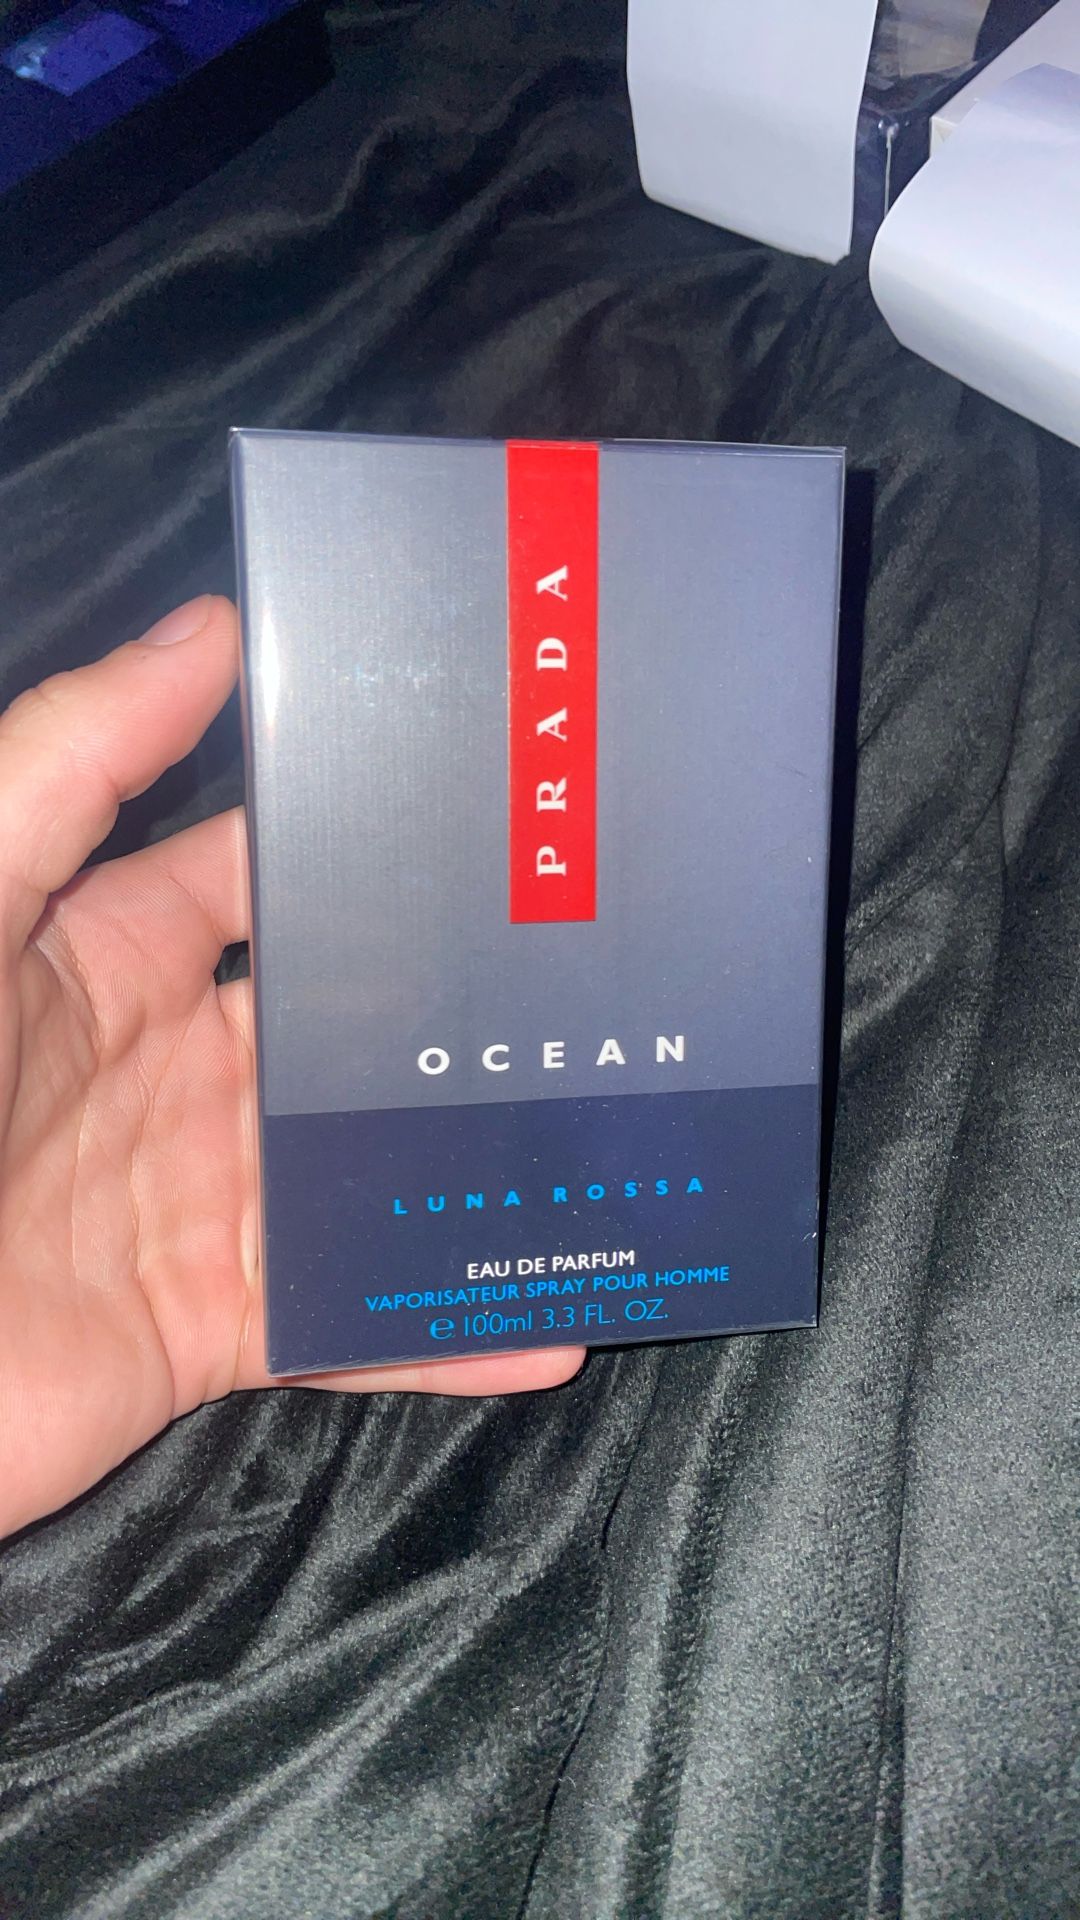 PRADA
OCEAN
LUNA ROSSA
EAU DE PARFUM
VAPORISATEUR SPRAY POUR HOMME
℮ 100ml 3.3 FL. OZ.